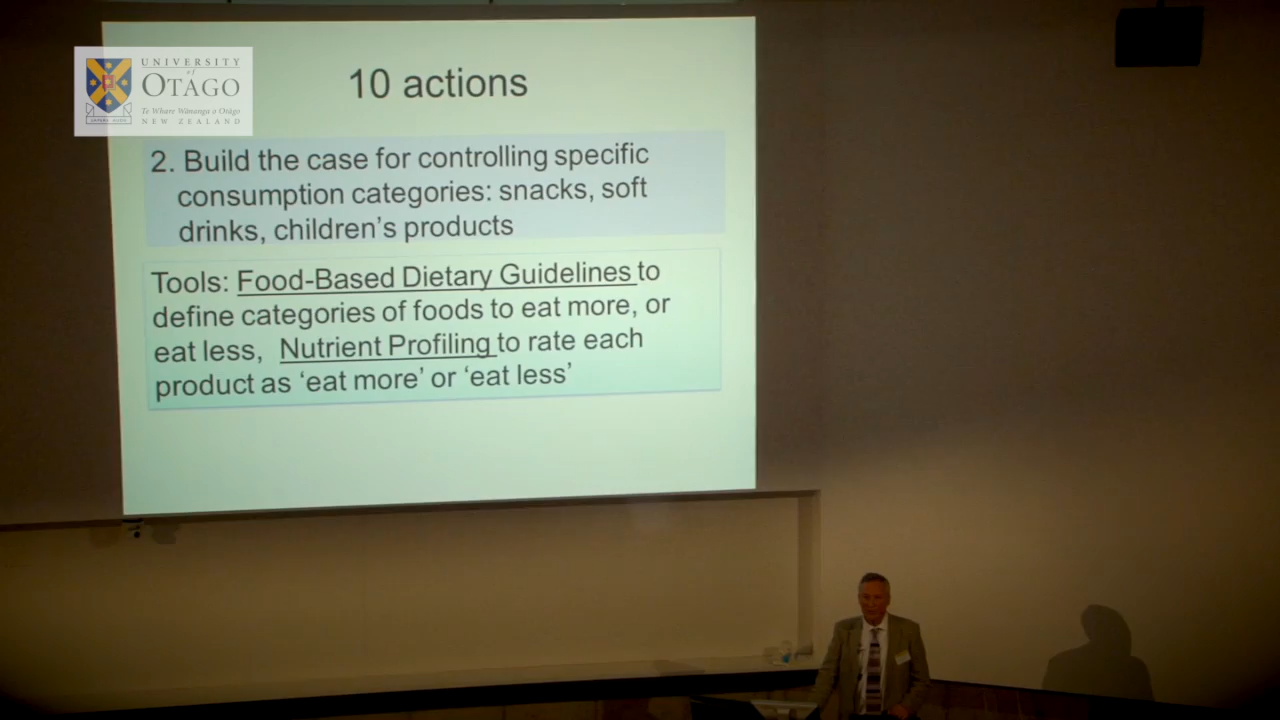 UNIVERSITY
of
OTAGO
Te Whare Wānanga o Otāgo
NEW ZEALAND
10 actions
2. Build the case for controlling specific
consumption categories: snacks, soft
drinks, children's products
Tools: Food-Based Dietary Guidelines to
define categories of foods to eat more, or
eat less, Nutrient Profiling to rate each
product as 'eat more' or 'eat less'